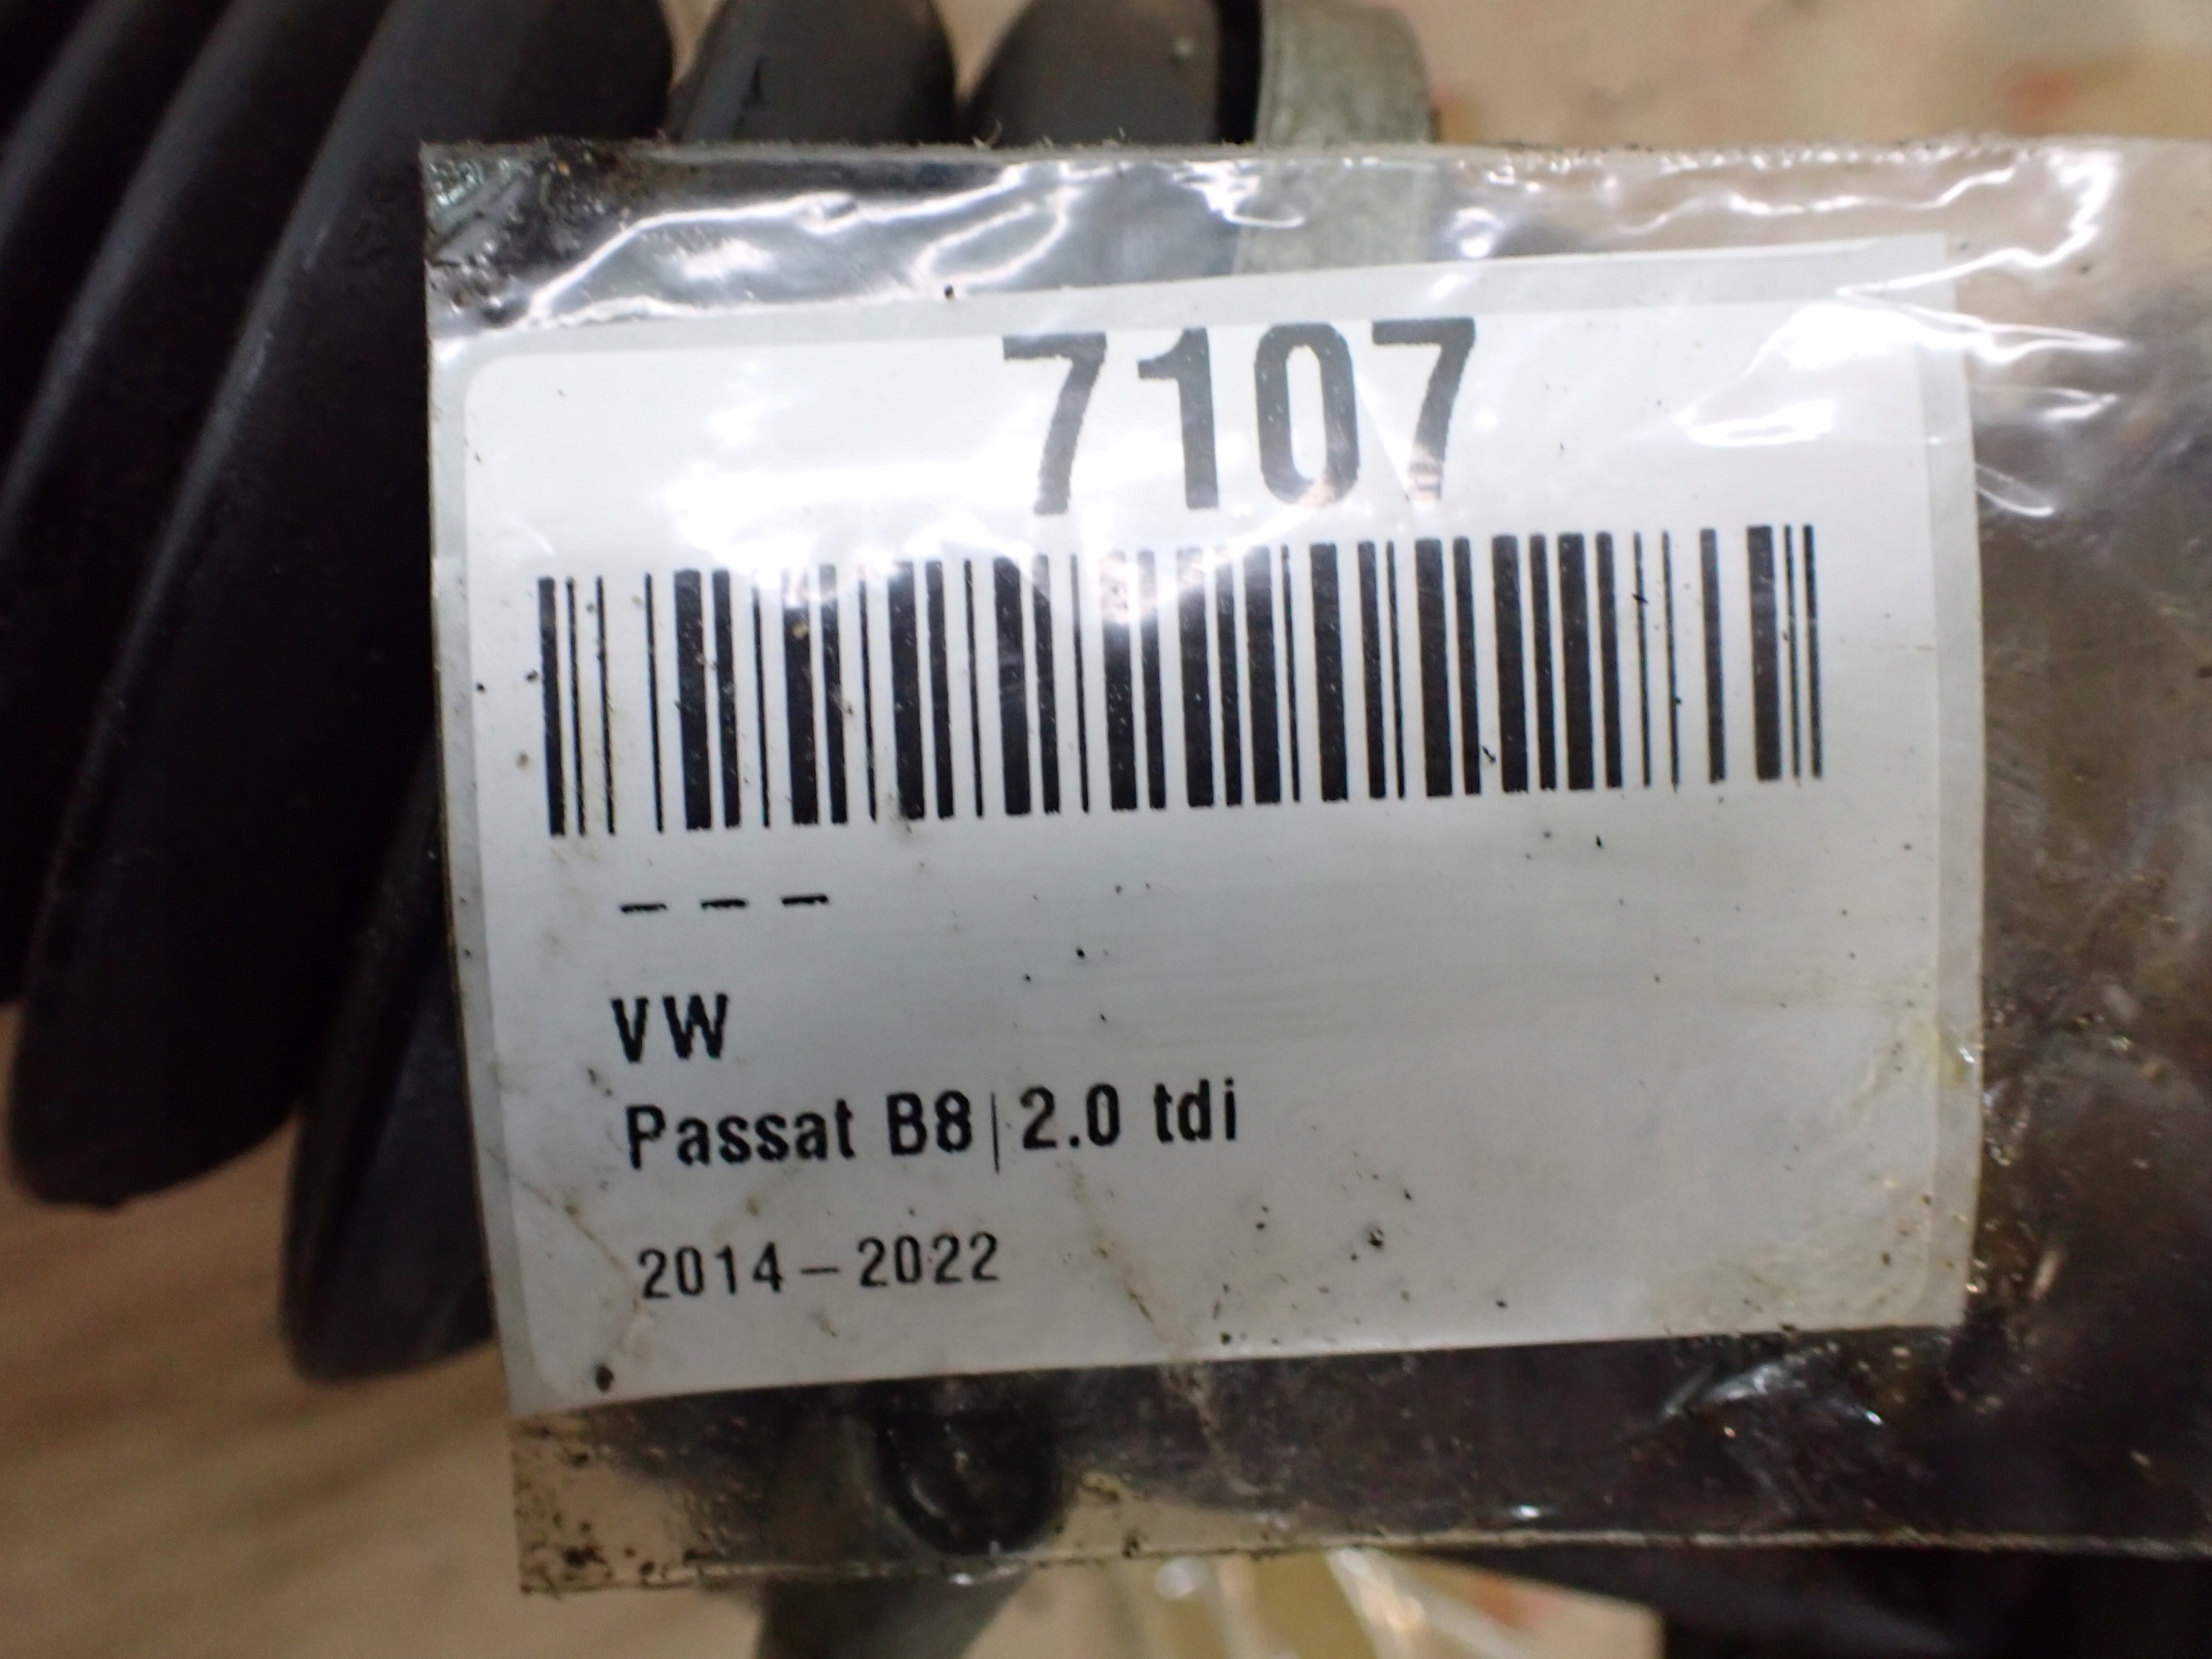 7107
– – –
VW
Passat B8|2.0 tdi
2014–2022